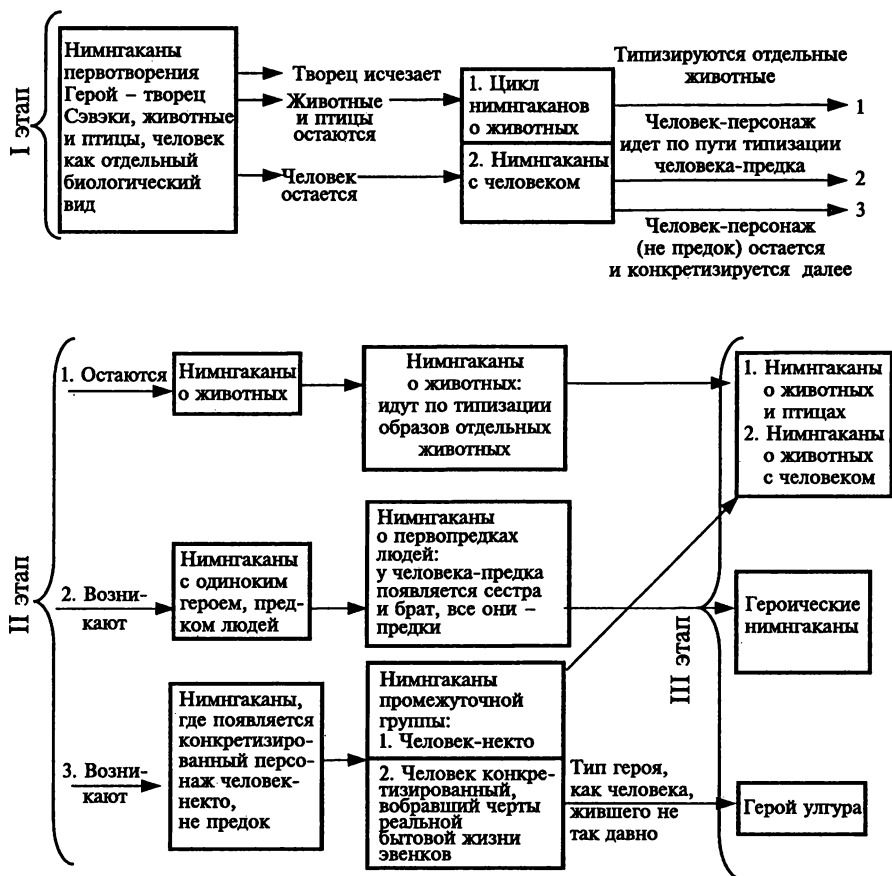 I этап
Нимнгаканы
первотворения
Герой – творец
Сэвэки, животные
и птицы, человек
как отдельный
биологический
вид
Творец исчезает
Животные
и птицы
остаются
Человек
остается
1. Цикл
нимнгаканов
о животных
2. Нимнгаканы
с человеком
Типизируются отдельные
животные
1
Человек-персонаж
идет по пути типизации
человека-предка
2
3
Человек-персонаж
(не предок) остается
и конкретизируется далее
II этап
1. Остаются
Нимнгаканы
о животных
Нимнгаканы
о животных:
идут по типизации
образов отдельных
животных
2. Возни-
кают
Нимнгаканы
с одиноким
героем, пред-
ком людей
Нимнгаканы
о первопредках
людей:
у человека-предка
появляется сестра
и брат, все они –
предки
3. Возни-
кают
Нимнгаканы,
где появляется
конкретизиро-
ванный персо-
наж человек-
некто,
не предок
Нимнгаканы
промежуточной
группы:
1. Человек-некто
2. Человек конкре-
тизированный,
вобравший черты
реальной
бытовой жизни
эвенков
Тип героя,
как человека,
жившего не
так давно
III этап
1. Нимнгаканы
о животных
и птицах
2. Нимнгаканы
о животных
с человеком
Героические
нимнгаканы
Герой улгура